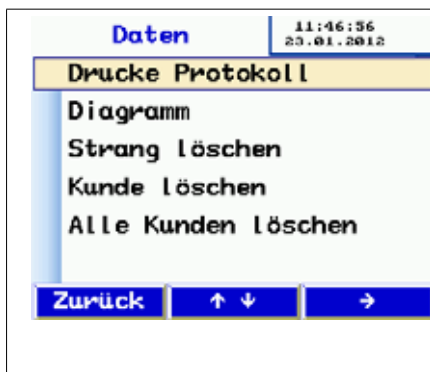 Daten
11:46:56
23.01.2012
Drucke Protokoll
Diagramm
Strang löschen
Kunde löschen
Alle Kunden löschen
Zurück ↑ ↓ →